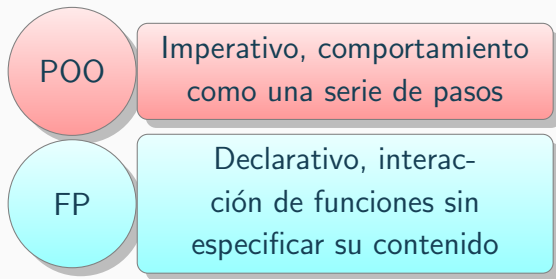 POO
Imperativo, comportamiento
como una serie de pasos
FP
Declarativo, interac-
ción de funciones sin
especificar su contenido